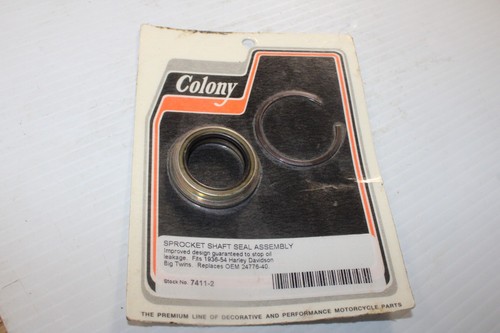 Colony
SPROCKET SHAFT SEAL ASSEMBLY
Improved design guaranteed to stop oil
leakage. Fits 1936-54 Harley Davidson
Big Twins. Replaces OEM 24776-40.
Stock No. 7411-2
THE PREMIUM LINE OF DECORATIVE AND PERFORMANCE MOTORCYCLE PARTS